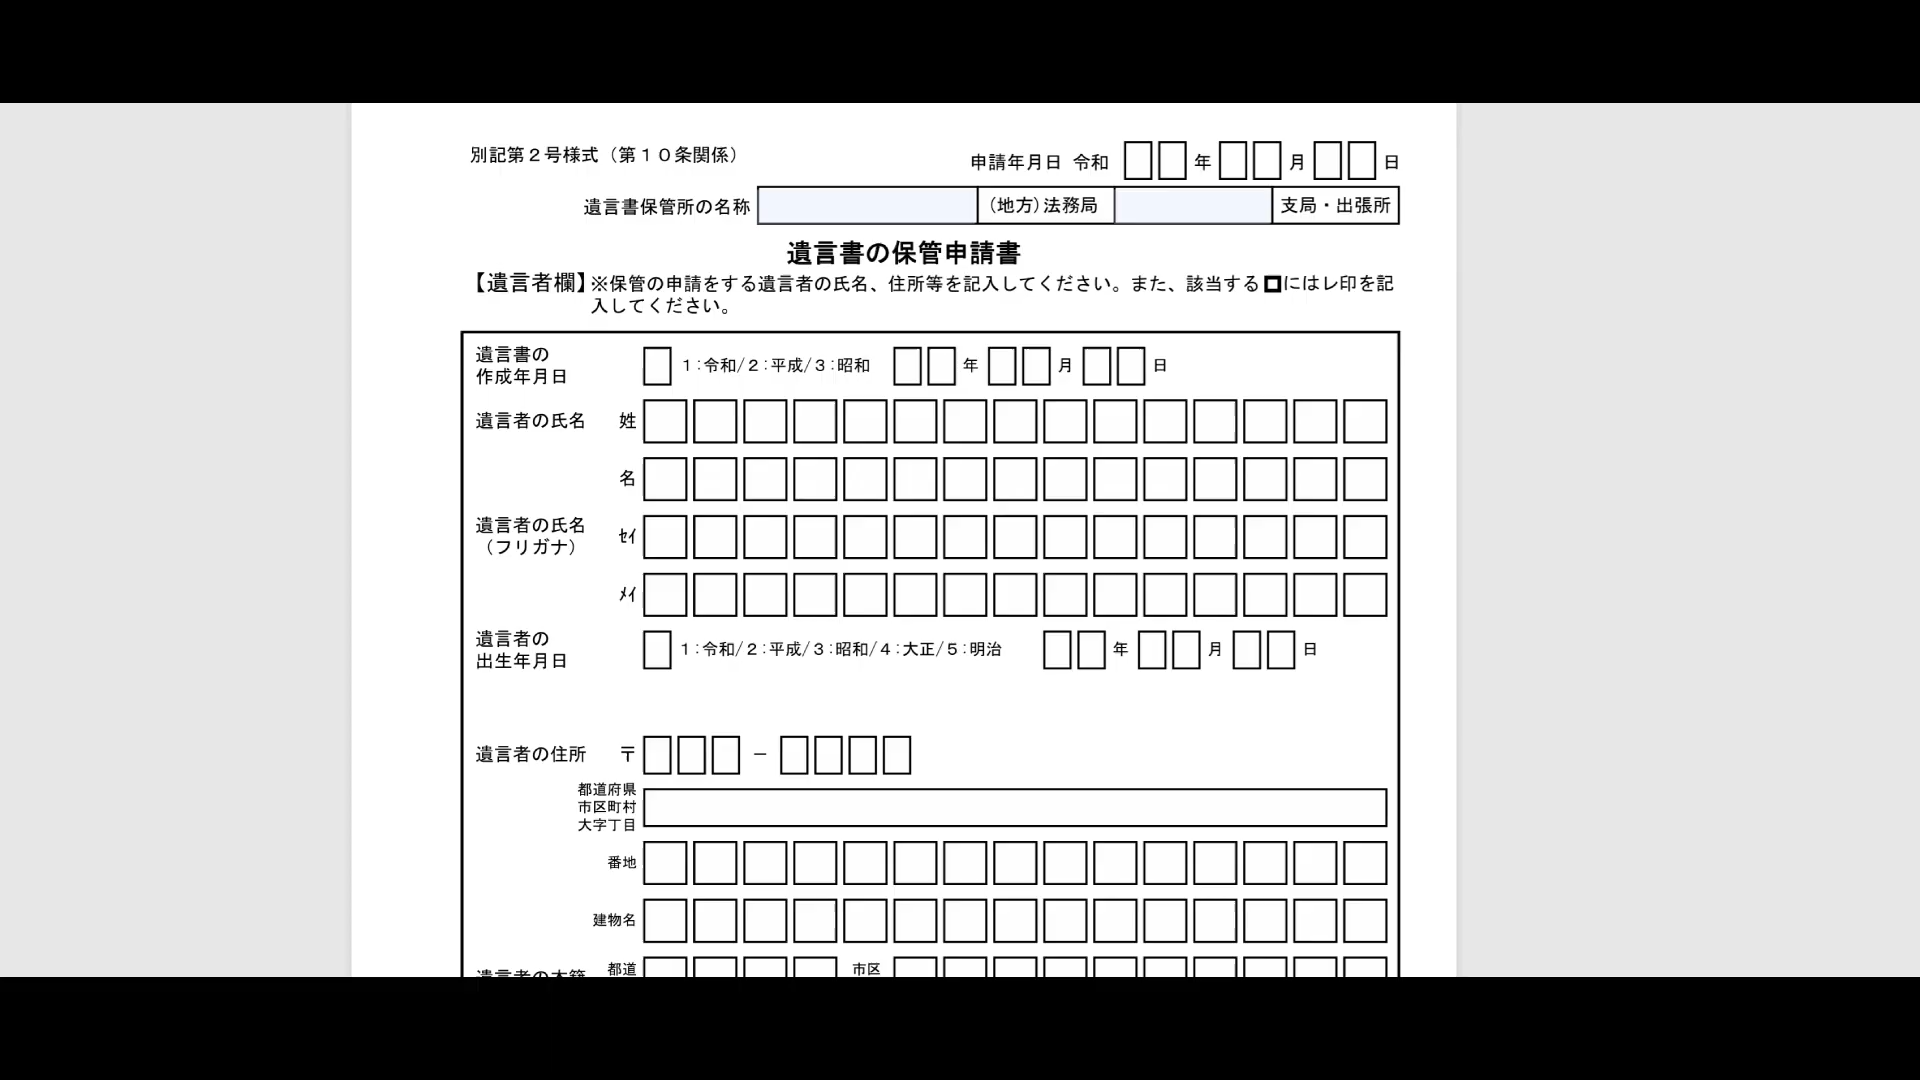 別記第２号様式（第１０条関係）
申請年月日 令和 年 月 日
遺言書保管所の名称 （地方）法務局 支局・出張所
遺言書の保管申請書
【遺言者欄】※保管の申請をする遺言者の氏名、住所等を記入してください。また、該当する□にはレ印を記
入してください。
遺言書の
作成年月日
１：令和/２：平成/３：昭和 年 月 日
遺言者の氏名 姓
名
遺言者の氏名
（フリガナ）
ｾｲ
ﾒｲ
遺言者の
出生年月日
１：令和/２：平成/３：昭和/４：大正/５：明治 年 月 日
遺言者の住所 〒 －
都道府県
市区町村
大字丁目
番地
建物名
遺言者の本籍 都道 市区